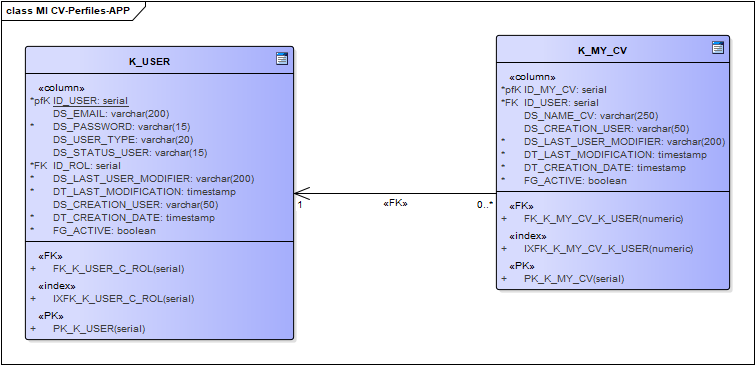 class MI CV-Perfiles-APP
K_USER
«column»
*pfK ID_USER: serial
DS_EMAIL: varchar(200)
* DS_PASSWORD: varchar(15)
DS_USER_TYPE: varchar(20)
DS_STATUS_USER: varchar(15)
*FK ID_ROL: serial
* DS_LAST_USER_MODIFIER: varchar(200)
* DT_LAST_MODIFICATION: timestamp
DS_CREATION_USER: varchar(50)
* DT_CREATION_DATE: timestamp
* FG_ACTIVE: boolean
«FK»
+ FK_K_USER_C_ROL(serial)
«index»
+ IXFK_K_USER_C_ROL(serial)
«PK»
+ PK_K_USER(serial)
1
«FK»
0..*
K_MY_CV
«column»
*pfK ID_MY_CV: serial
*FK ID_USER: serial
DS_NAME_CV: varchar(250)
DS_CREATION_USER: varchar(50)
* DS_LAST_USER_MODIFIER: varchar(200)
* DT_LAST_MODIFICATION: timestamp
* DT_CREATION_DATE: timestamp
* FG_ACTIVE: boolean
«FK»
+ FK_K_MY_CV_K_USER(numeric)
«index»
+ IXFK_K_MY_CV_K_USER(numeric)
«PK»
+ PK_K_MY_CV(serial)